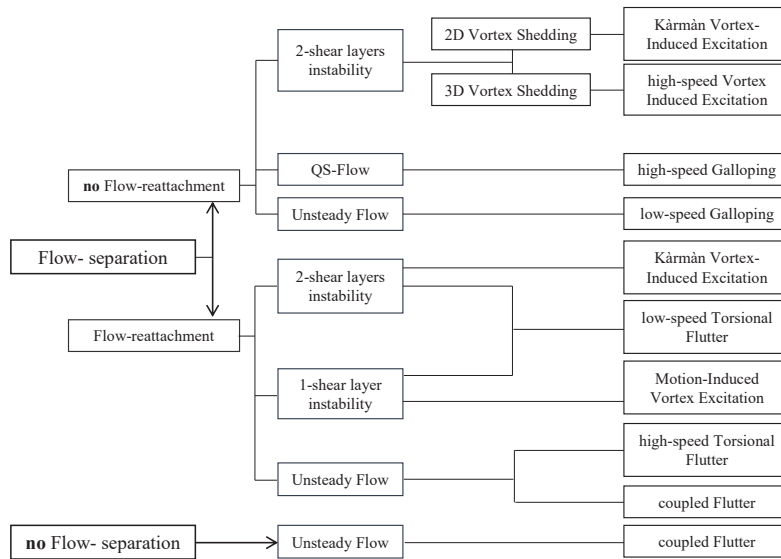 2-shear layers
instability
2D Vortex Shedding
3D Vortex Shedding
Kàrmàn Vortex-
Induced Excitation
high-speed Vortex
Induced Excitation
no Flow-reattachment
QS-Flow
high-speed Galloping
Unsteady Flow
low-speed Galloping
Flow- separation
2-shear layers
instability
Kàrmàn Vortex-
Induced Excitation
Flow-reattachment
low-speed Torsional
Flutter
1-shear layer
instability
Motion-Induced
Vortex Excitation
Unsteady Flow
high-speed Torsional
Flutter
coupled Flutter
no Flow- separation
Unsteady Flow
coupled Flutter